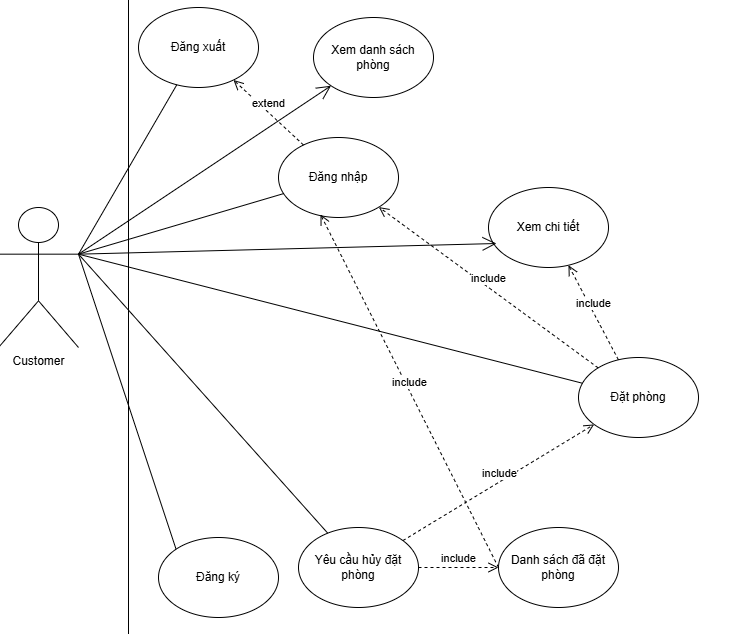 Đăng xuất
Xem danh sách
phòng
extend
Đăng nhập
Xem chi tiết
include
include
Customer
include
Đặt phòng
include
Yêu cầu hủy đặt
phòng
include
Danh sách đã đặt
phòng
Đăng ký